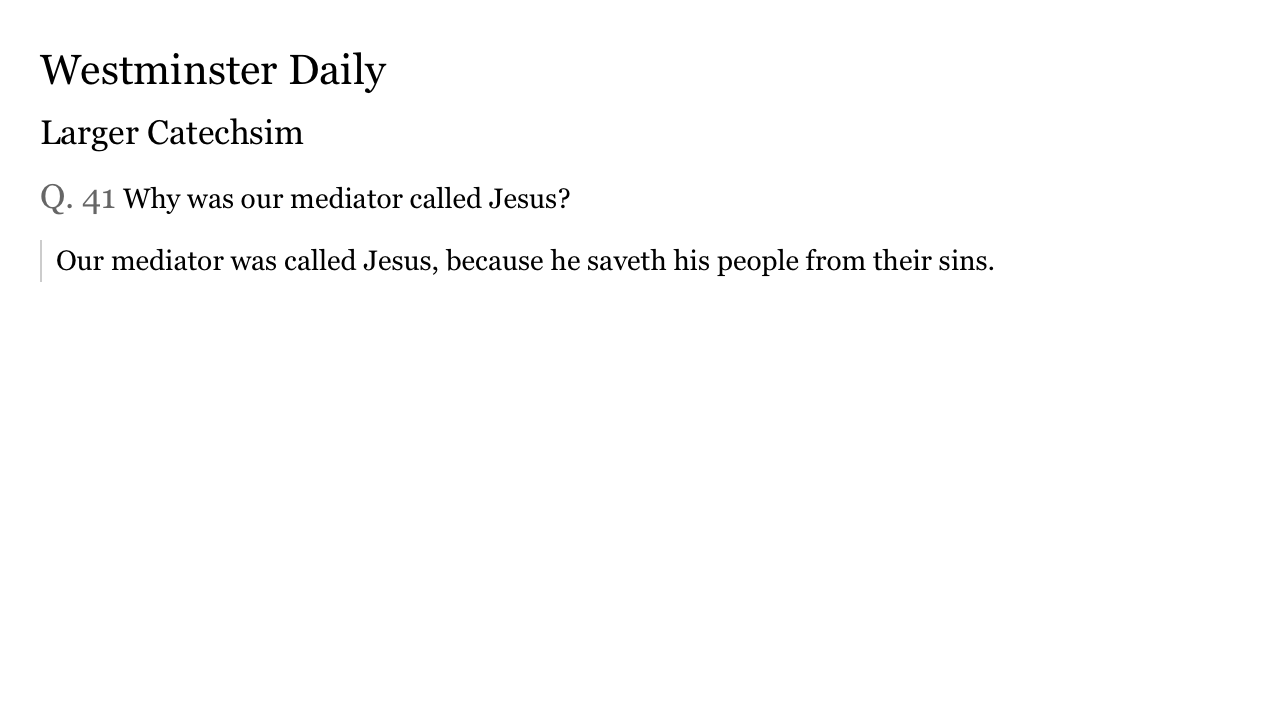 Westminster Daily
Larger Catechsim
Q. 41 Why was our mediator called Jesus?
Our mediator was called Jesus, because he saveth his people from their sins.